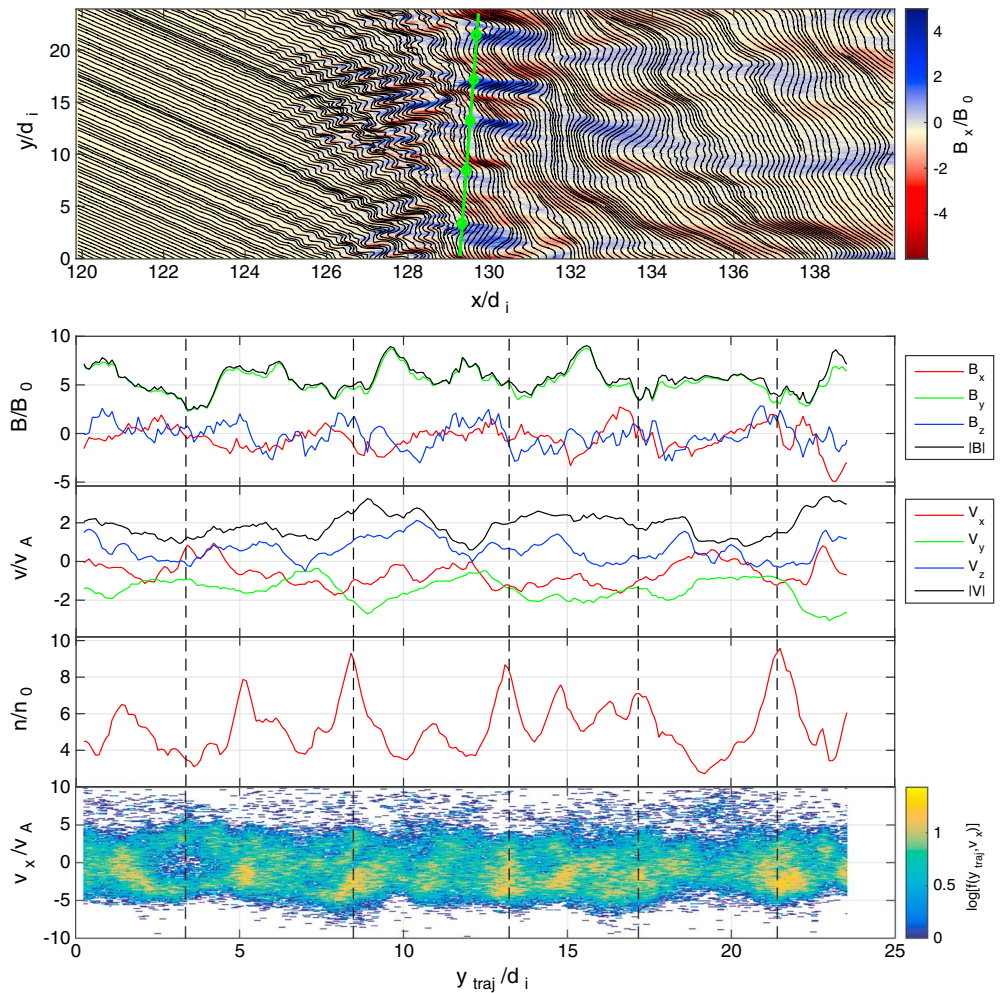 20
15
10
5
0
y/d i
120
122
124
126
128
130
132
134
136
138
x/d i
4
2
0
-2
-4
B x /B 0
10
5
0
-5
B/B 0
B x
B y
B z
|B|
2
0
-2
v/v A
V x
V y
V z
|V|
10
8
6
4
n/n 0
10
5
0
-5
-10
v x /v A
0
5
10
15
20
25
y traj /d i
1
0.5
0
log[f(y traj ,v x )]